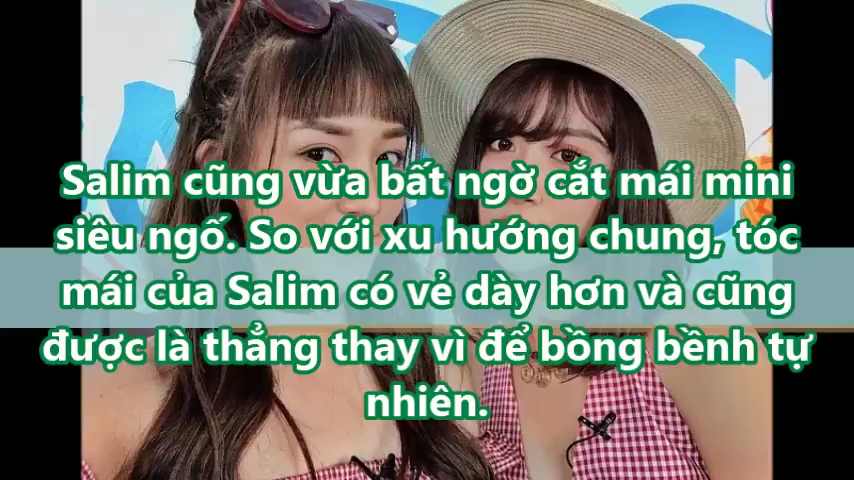 Salim cũng vừa bất ngờ cắt mái mini
siêu ngố. So với xu hướng chung, tóc
mái của Salim có vẻ dày hơn và cũng
được là thẳng thay vì để bồng bềnh tự
nhiên.